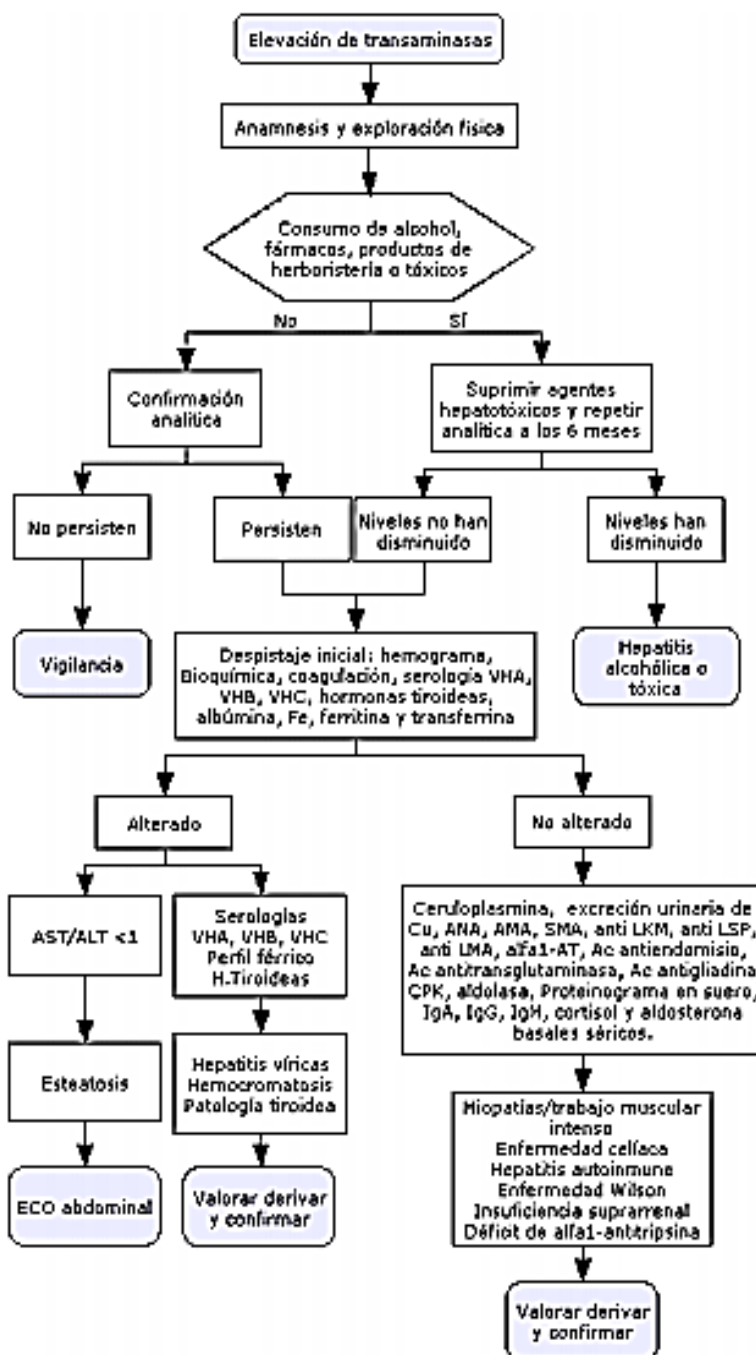 Elevación de transaminasas
Anamnesis y exploración física
Consumo de alcohol,
fármacos, productos de
herboristería o tóxicos
No
Sí
Confirmación
analítica
Suprimir agentes
hepatotóxicos y repetir
analítica a los 6 meses
No persisten
Persisten
Niveles no han
disminuido
Niveles han
disminuido
Vigilancia
Hepatitis
alcohólica o
tóxica
Despistaje inicial: hemograma,
Bioquímica, coagulación, serología VHA,
VHB, VHC, hormonas tiroideas,
albúmina, Fe, ferritina y transferrina
Alterado
No alterado
AST/ALT <1
Serologías
VHA, VHB, VHC
Perfil férrico
H.Tiroideas
Ceruloplasmina, excreción urinaria de
Cu, ANA, AMA, SMA, anti LKM, anti LSP,
anti LMA, alfa1-AT, Ac antiendomisio,
Ac antitransglutaminasa, Ac antigliadina
CPK, aldolasa, Proteinograma en suero,
IgA, IgG, IgM, cortisol y aldosterona
basales séricos.
Esteatosis
Hepatitis víricas
Hemocromatosis
Patología tiroidea
Miopatías/trabajo muscular
intenso
Enfermedad celíaca
Hepatitis autoinmune
Enfermedad Wilson
Insuficiencia suprarrenal
Déficit de alfa1-antitripsina
ECO abdominal
Valorar derivar
y confirmar
Valorar derivar
y confirmar